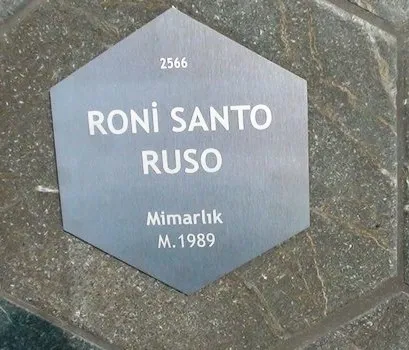 2566
RONİ SANTO
RUSO
Mimarlık
M.1989